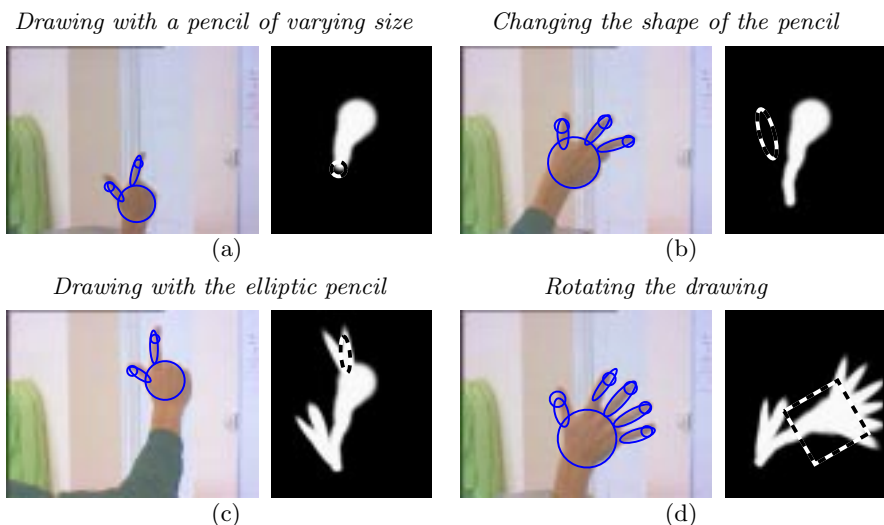 Drawing with a pencil of varying size
Changing the shape of the pencil
(a)
(b)
Drawing with the elliptic pencil
Rotating the drawing
(c)
(d)